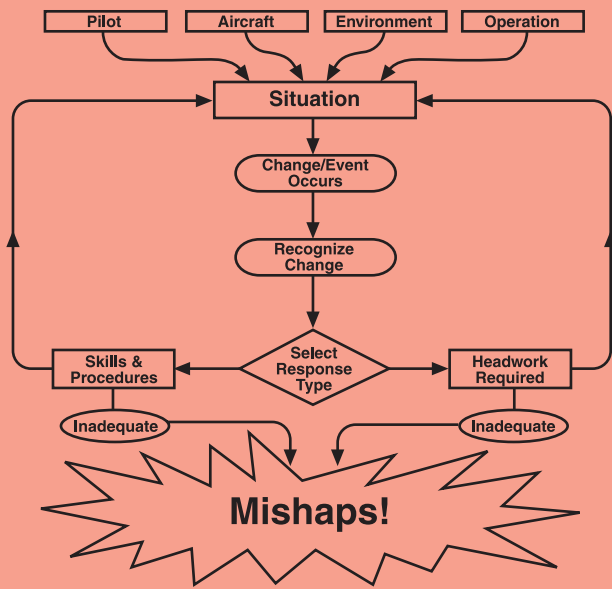 Pilot
Aircraft
Environment
Operation
Situation
Change/Event
Occurs
Recognize
Change
Select
Response
Type
Skills &
Procedures
Headwork
Required
Inadequate
Inadequate
Mishaps!